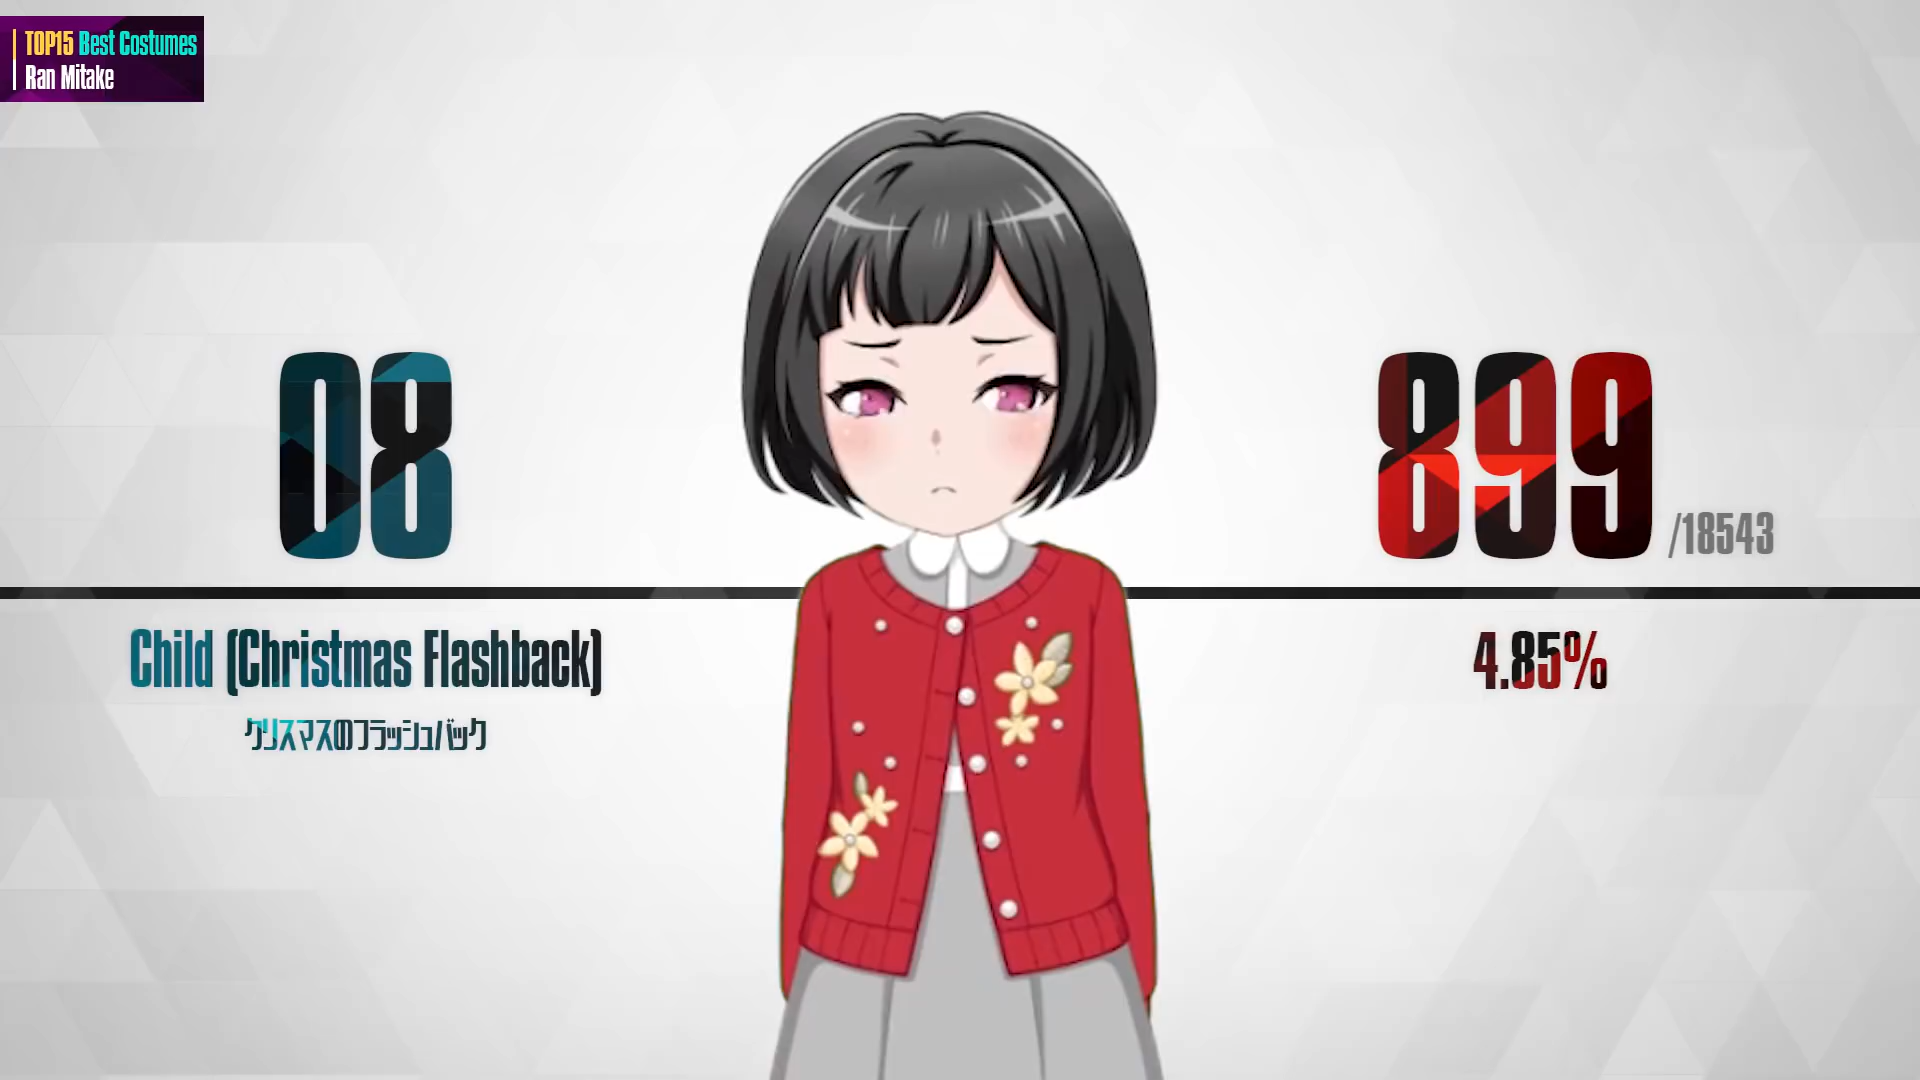 TOP15 Best Costumes
Ran Mitake
08
899
/18543
Child (Christmas Flashback)
クリスマスのフラッシュバック
4.85%